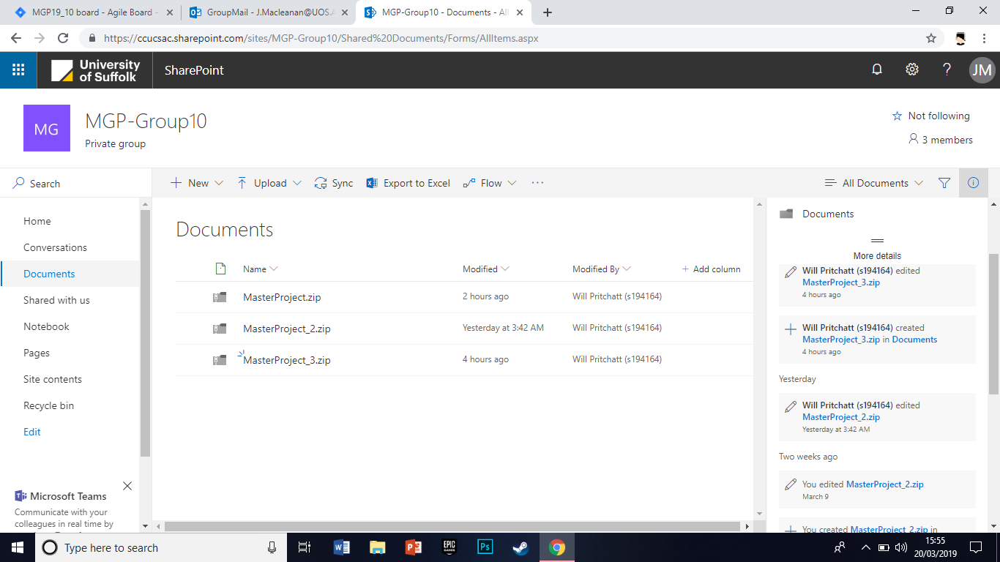 MGP19_10 board - Agile Board -
GroupMail - J.Macleanan@UOS.A
MGP-Group10 - Documents - All
https://ccucsac.sharepoint.com/sites/MGP-Group10/Shared%20Documents/Forms/AllItems.aspx
University
of Suffolk
SharePoint
JM
MG
MGP-Group10
Private group
Not following
3 members
Search
New
Upload
Sync
Export to Excel
Flow
All Documents
Home
Conversations
Documents
Shared with us
Notebook
Pages
Site contents
Recycle bin
Edit
Microsoft Teams
Communicate with your
colleagues in real time by
Documents
Name
Modified
Modified By
Add column
MasterProject.zip
2 hours ago
Will Pritchatt (s194164)
MasterProject_2.zip
Yesterday at 3:42 AM
Will Pritchatt (s194164)
MasterProject_3.zip
4 hours ago
Will Pritchatt (s194164)
Documents
More details
Will Pritchatt (s194164) edited
MasterProject_3.zip
4 hours ago
Will Pritchatt (s194164) created
MasterProject_3.zip in Documents
4 hours ago
Yesterday
Will Pritchatt (s194164) edited
MasterProject_2.zip
Yesterday at 3:42 AM
Two weeks ago
You edited MasterProject_2.zip
March 9
You created MasterProject_2.zip in
Type here to search
EPIC
GAMES
Ps
15:55
20/03/2019